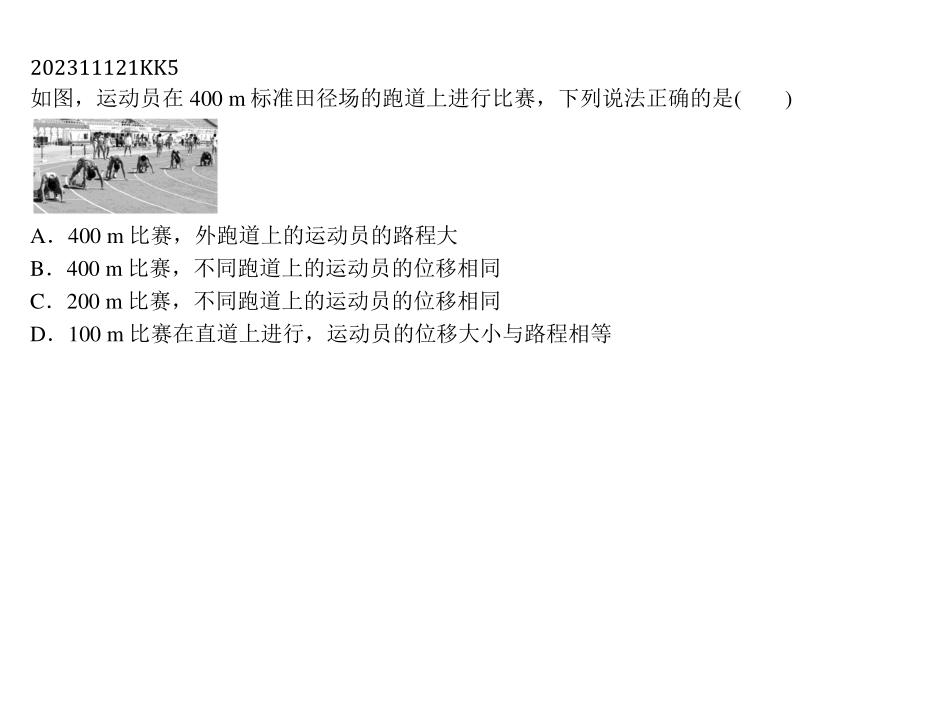 202311121KK5
如图，运动员在 400 m 标准田径场的跑道上进行比赛，下列说法正确的是(　　)
A．400 m 比赛，外跑道上的运动员的路程大
B．400 m 比赛，不同跑道上的运动员的位移相同
C．200 m 比赛，不同跑道上的运动员的位移相同
D．100 m 比赛在直道上进行，运动员的位移大小与路程相等